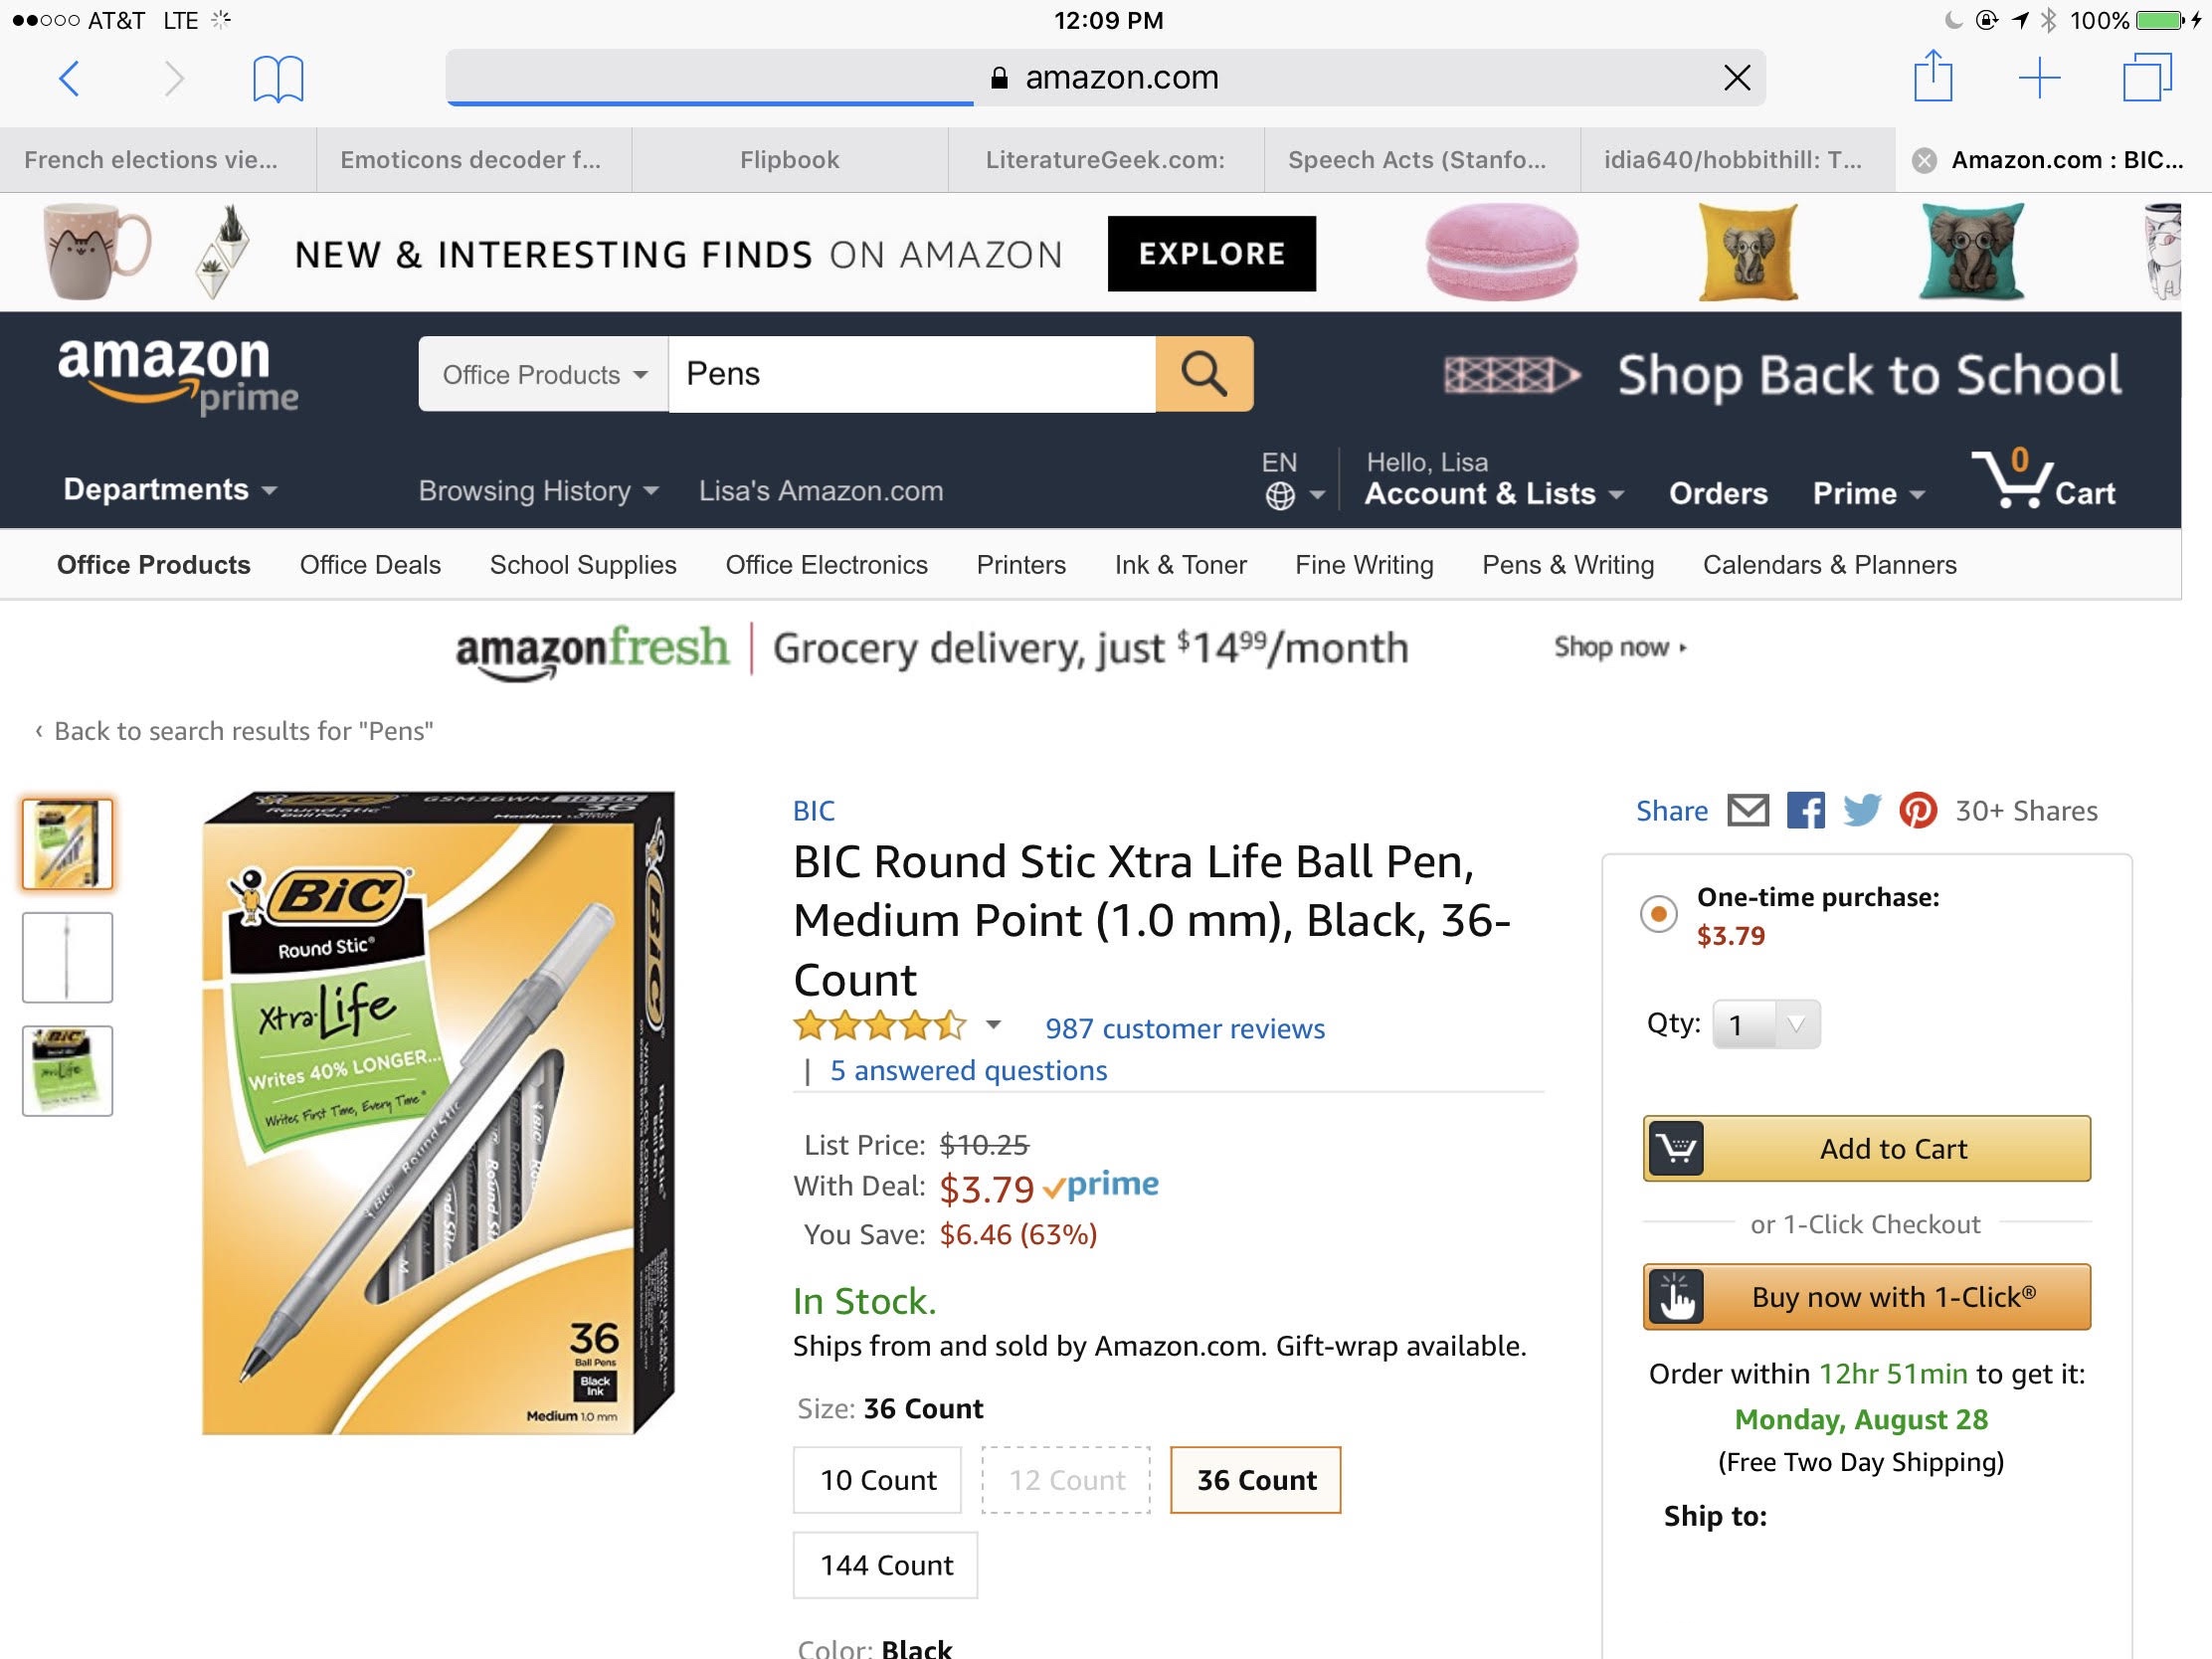 AT&T LTE
12:09 PM
100%
amazon.com
French elections vie...
Emoticons decoder f...
Flipbook
LiteratureGeek.com:
Speech Acts (Stanfo...
idia640/hobbithill: T...
Amazon.com : BIC...
NEW & INTERESTING FINDS ON AMAZON
EXPLORE
amazon prime
Office Products
Pens
Shop Back to School
Departments
Browsing History
Lisa's Amazon.com
EN
Hello, Lisa
Account & Lists
Orders
Prime
0
Cart
Office Products
Office Deals
School Supplies
Office Electronics
Printers
Ink & Toner
Fine Writing
Pens & Writing
Calendars & Planners
amazonfresh
Grocery delivery, just $14⁹⁹/month
Shop now
‹ Back to search results for "Pens"
BIC
Round Stic®
Xtra-Life
Writes 40% LONGER...
Writes First Time, Every Time®
36
Ball Pens
Black
Ink
Medium 1.0 mm
BIC
BIC Round Stic Xtra Life Ball Pen,
Medium Point (1.0 mm), Black, 36-
Count
987 customer reviews
| 5 answered questions
List Price: $10.25
With Deal: $3.79 prime
You Save: $6.46 (63%)
In Stock.
Ships from and sold by Amazon.com. Gift-wrap available.
Size: 36 Count
10 Count
12 Count
36 Count
144 Count
Color: Black
Share
30+ Shares
One-time purchase:
$3.79
Qty: 1
Add to Cart
or 1-Click Checkout
Buy now with 1-Click®
Order within 12hr 51min to get it:
Monday, August 28
(Free Two Day Shipping)
Ship to: